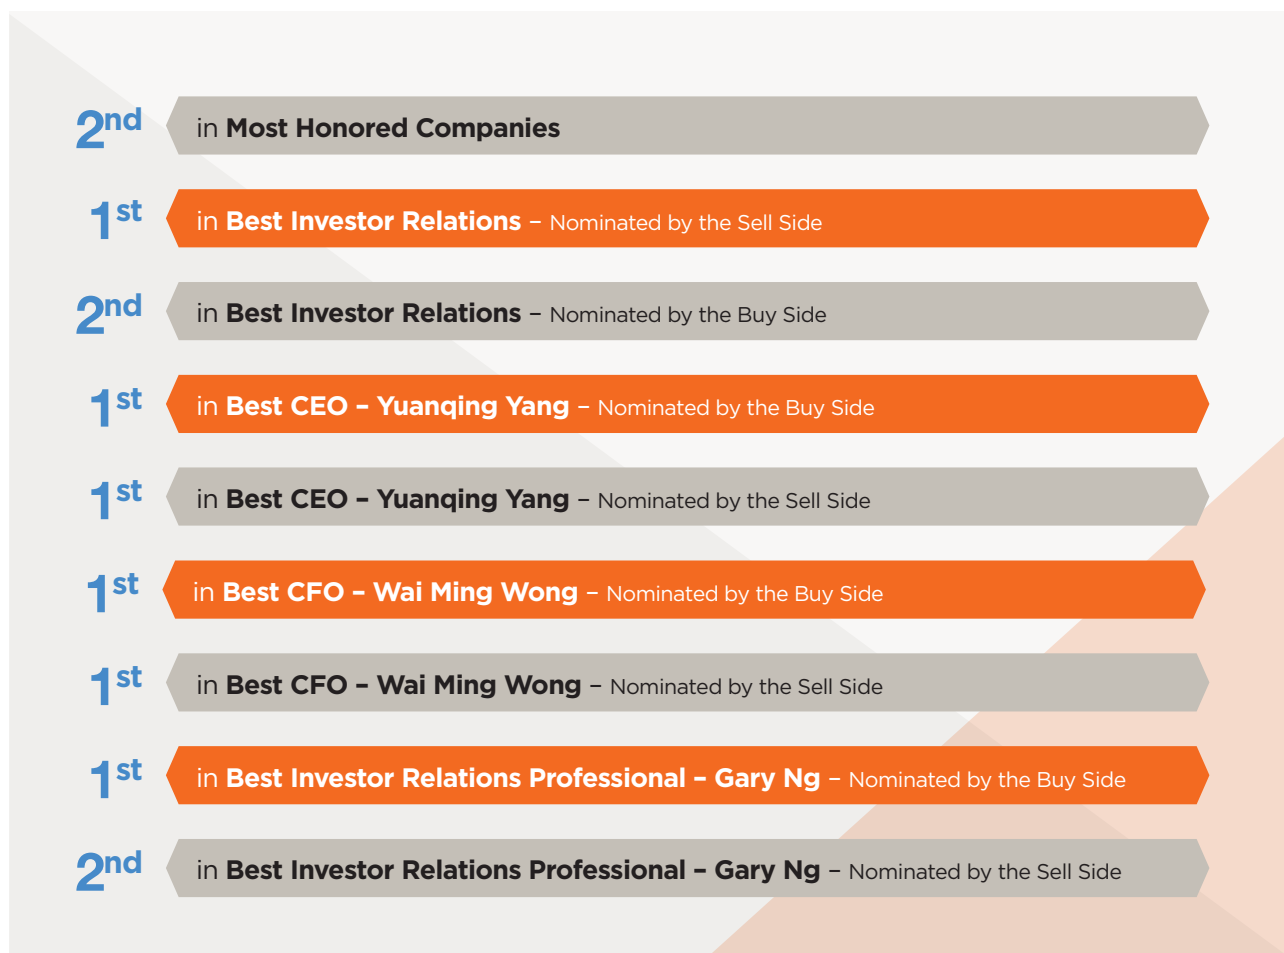 2nd in Most Honored Companies
1st in Best Investor Relations – Nominated by the Sell Side
2nd in Best Investor Relations – Nominated by the Buy Side
1st in Best CEO – Yuanqing Yang – Nominated by the Buy Side
1st in Best CEO – Yuanqing Yang – Nominated by the Sell Side
1st in Best CFO – Wai Ming Wong – Nominated by the Buy Side
1st in Best CFO – Wai Ming Wong – Nominated by the Sell Side
1st in Best Investor Relations Professional – Gary Ng – Nominated by the Buy Side
2nd in Best Investor Relations Professional – Gary Ng – Nominated by the Sell Side